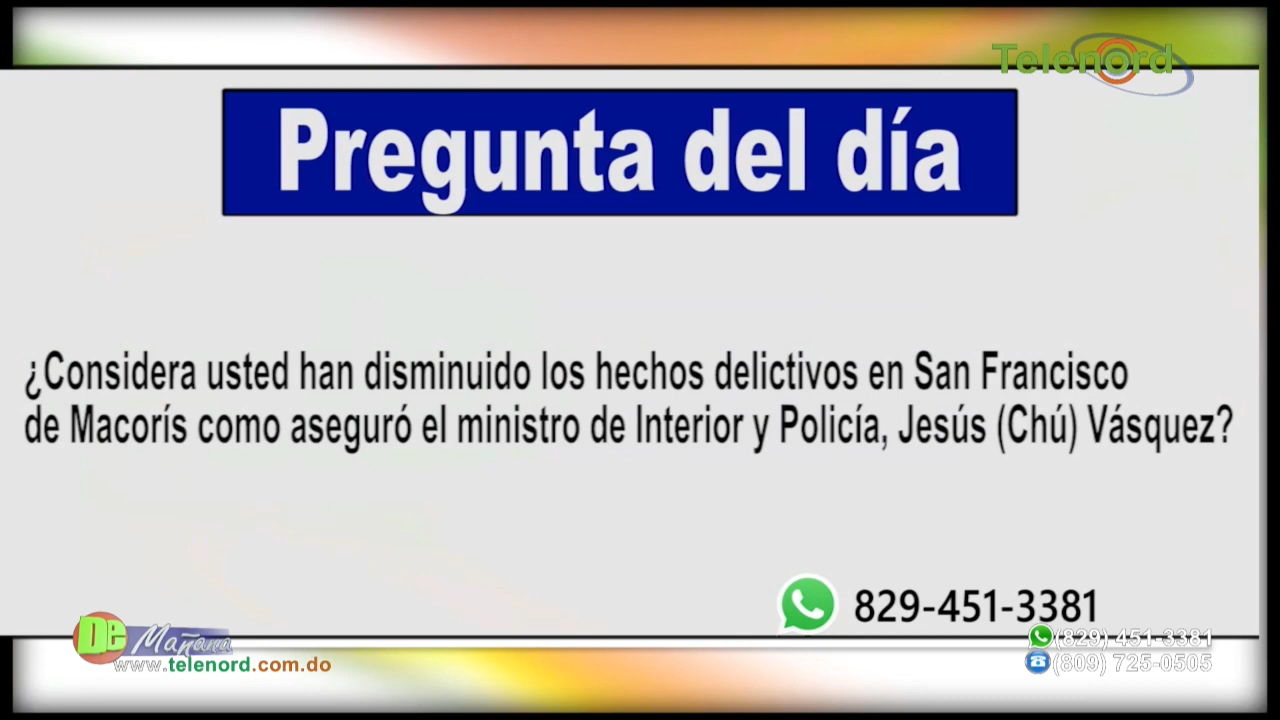 Telenord
Pregunta del día
¿Considera usted han disminuido los hechos delictivos en San Francisco
de Macorís como aseguró el ministro de Interior y Policía, Jesús (Chú) Vásquez?
829-451-3381
De Mañana
www.telenord.com.do
(829) 451-3381
(809) 725-0505